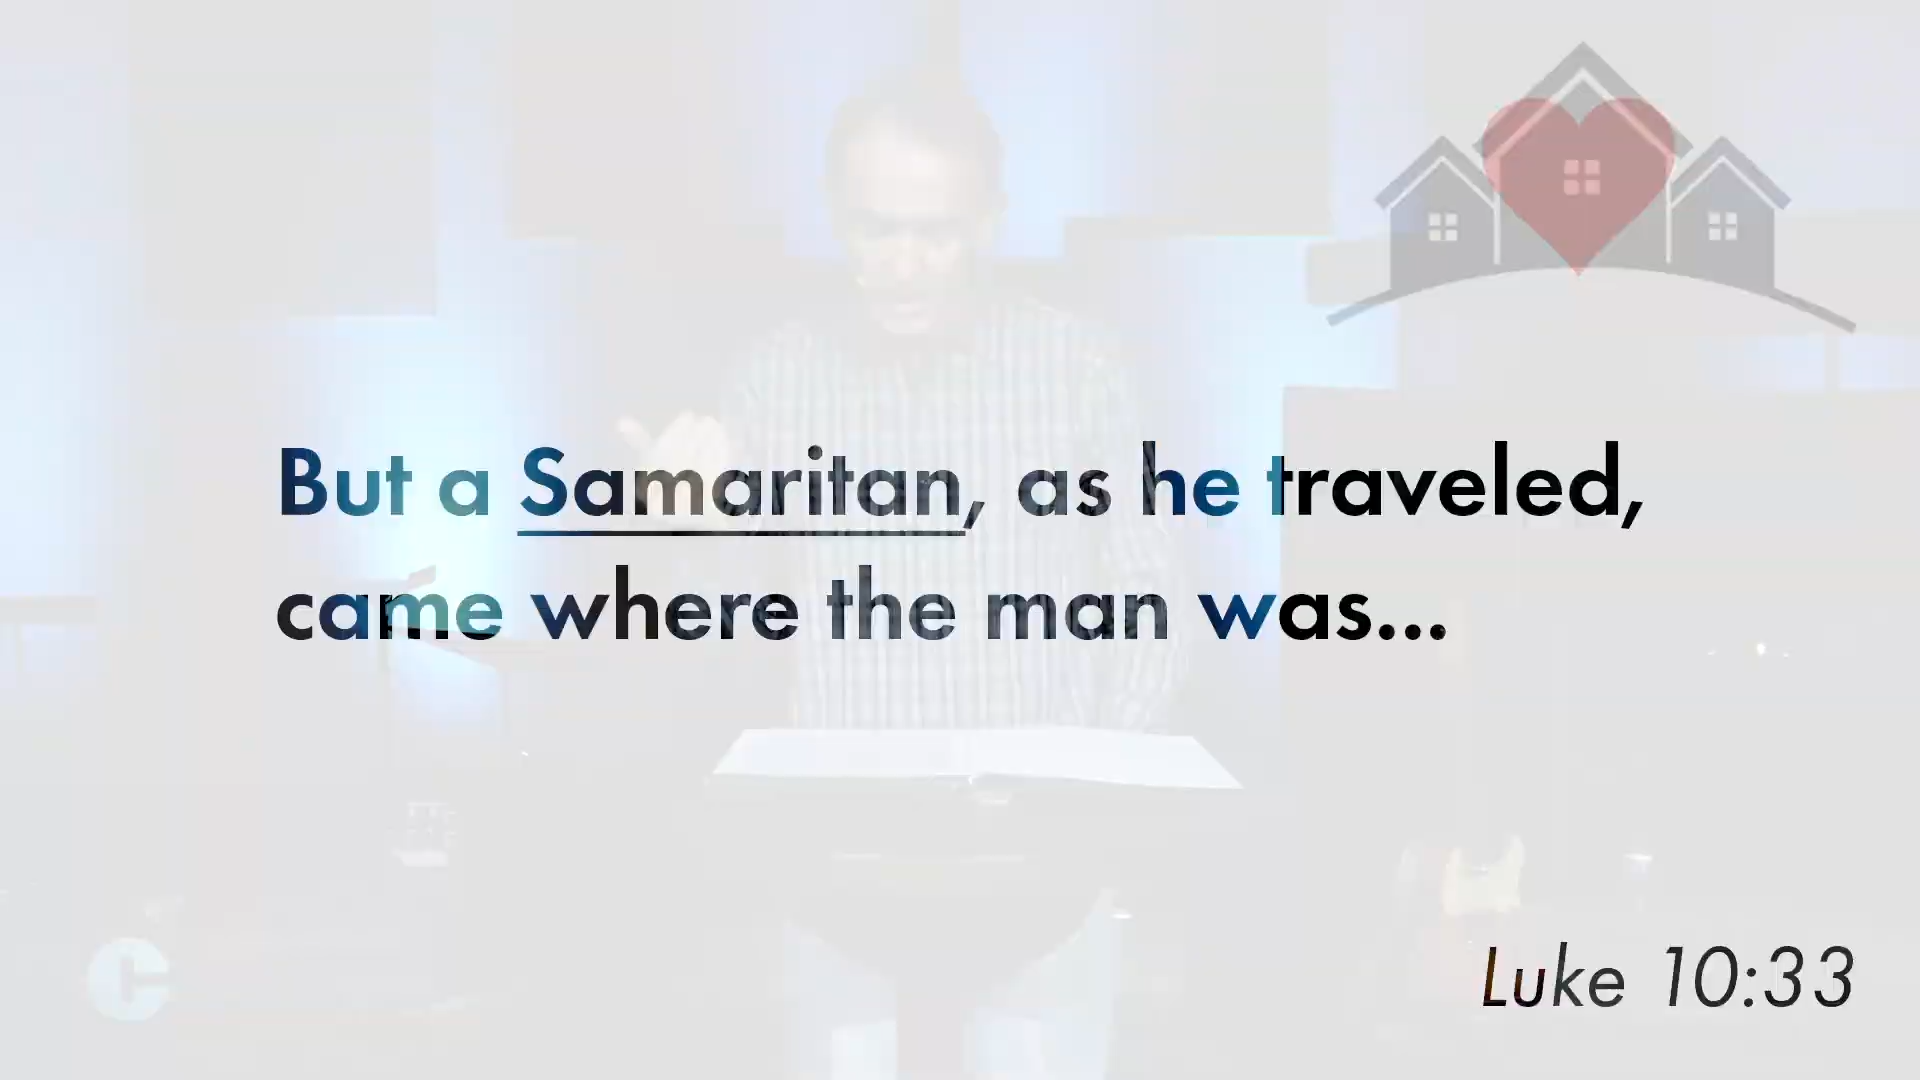 But a Samaritan, as he traveled,
came where the man was...
Luke 10:33
C